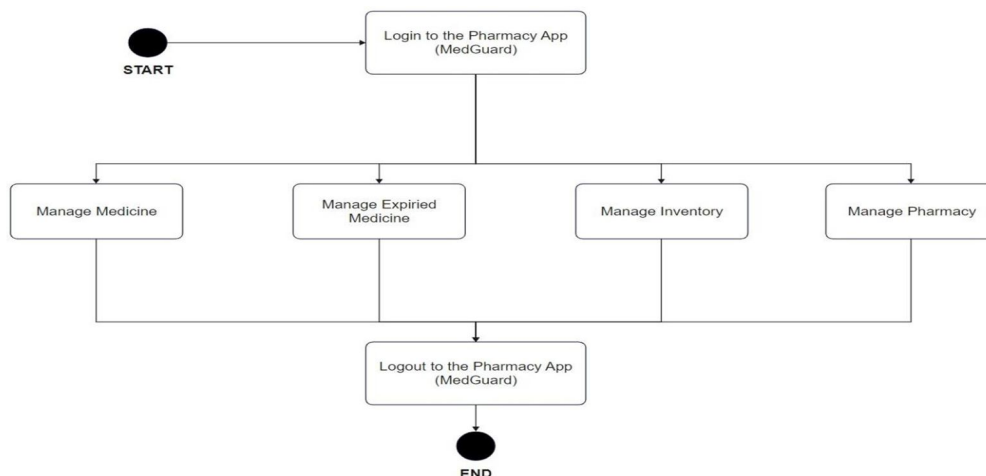 Login to the Pharmacy App
(MedGuard)
START
Manage Medicine
Manage Expiried
Medicine
Manage Inventory
Manage Pharmacy
Logout to the Pharmacy App
(MedGuard)
END